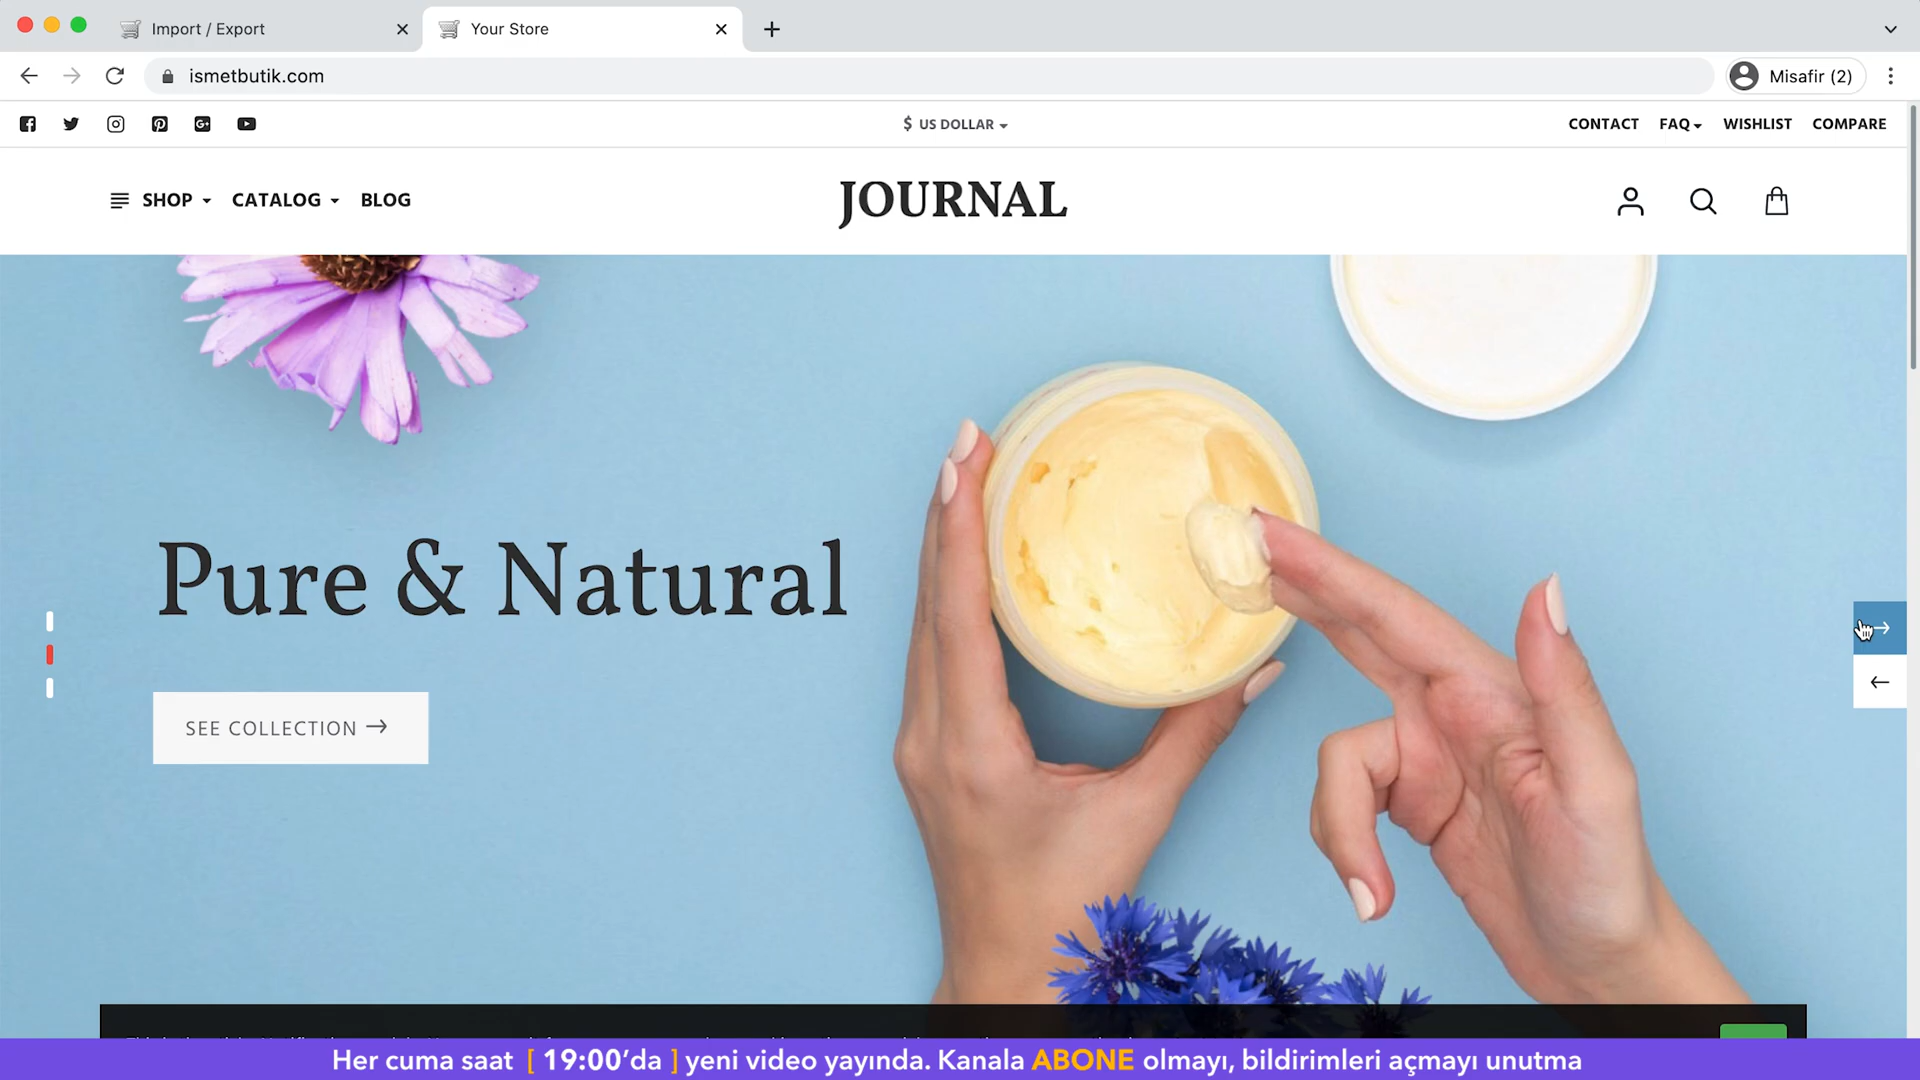 Import / Export
Your Store
ismetbutik.com
Misafir (2)
$ US DOLLAR
CONTACT FAQ WISHLIST COMPARE
SHOP CATALOG BLOG
JOURNAL
Pure & Natural
SEE COLLECTION →
Her cuma saat [ 19:00'da ] yeni video yayında. Kanala ABONE olmayı, bildirimleri açmayı unutma